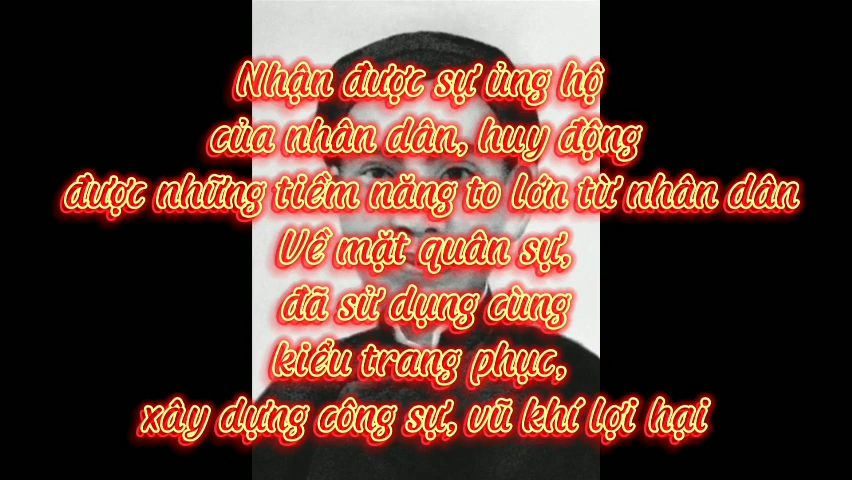 Nhận được sự ủng hộ
của nhân dân, huy động
được những tiềm năng to lớn từ nhân dân
Về mặt quân sự,
đã sử dụng cùng
kiểu trang phục,
xây dựng công sự, vũ khí lợi hại